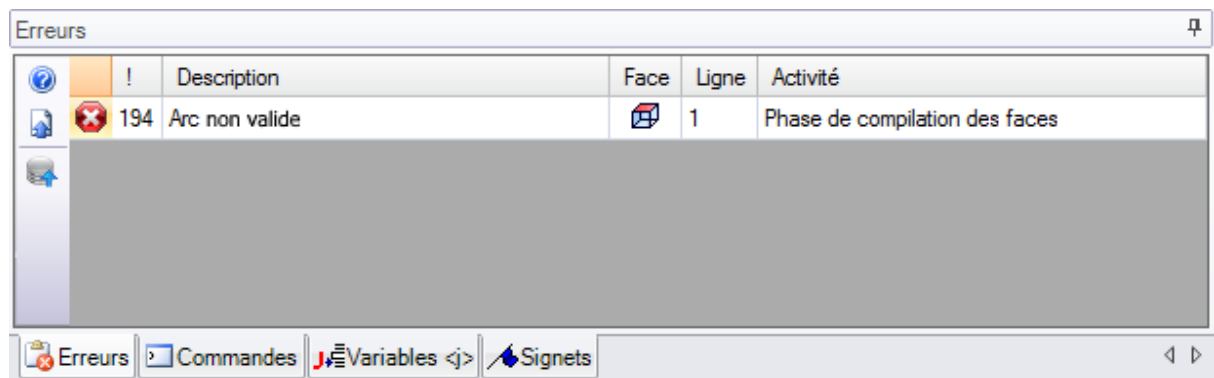 Erreurs
! Description Face Ligne Activité
194 Arc non valide 1 Phase de compilation des faces
Erreurs Commandes Variables <j> Signets